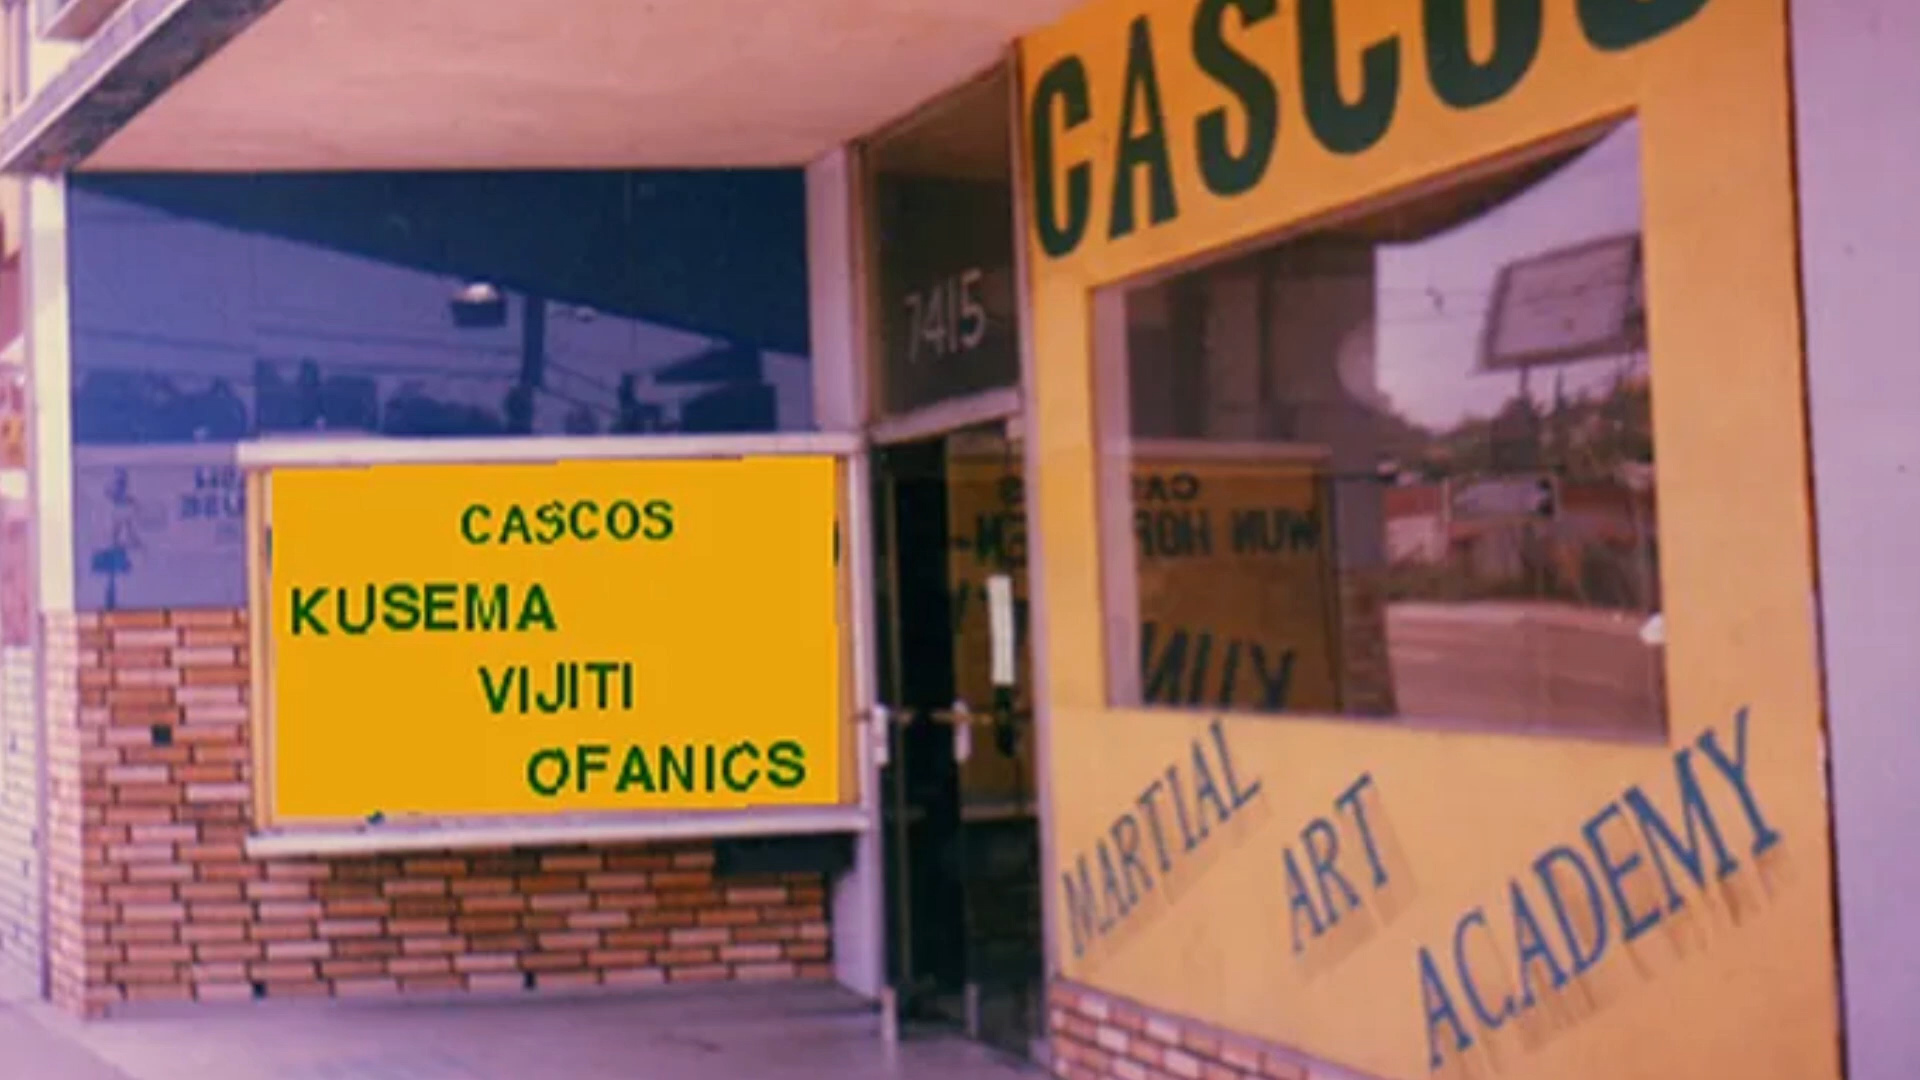 CASCOS
7415
CASCOS
KUSEMA
VIJITI
OFANICS
MARTIAL
ART
ACADEMY